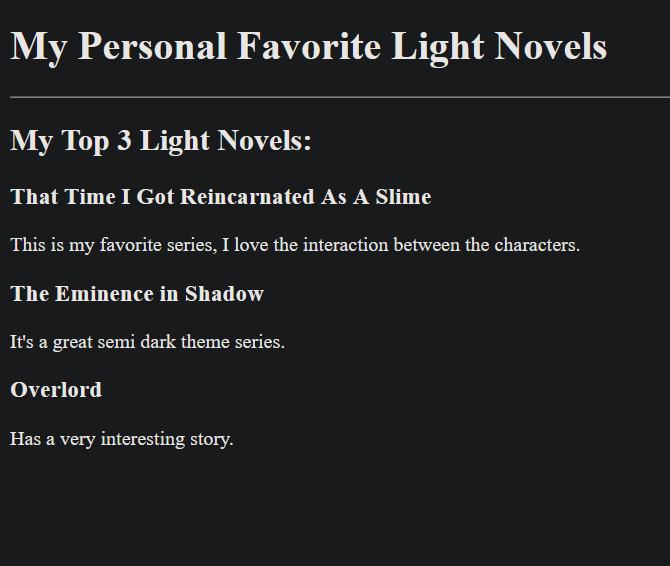 My Personal Favorite Light Novels
My Top 3 Light Novels:
That Time I Got Reincarnated As A Slime
This is my favorite series, I love the interaction between the characters.
The Eminence in Shadow
It's a great semi dark theme series.
Overlord
Has a very interesting story.